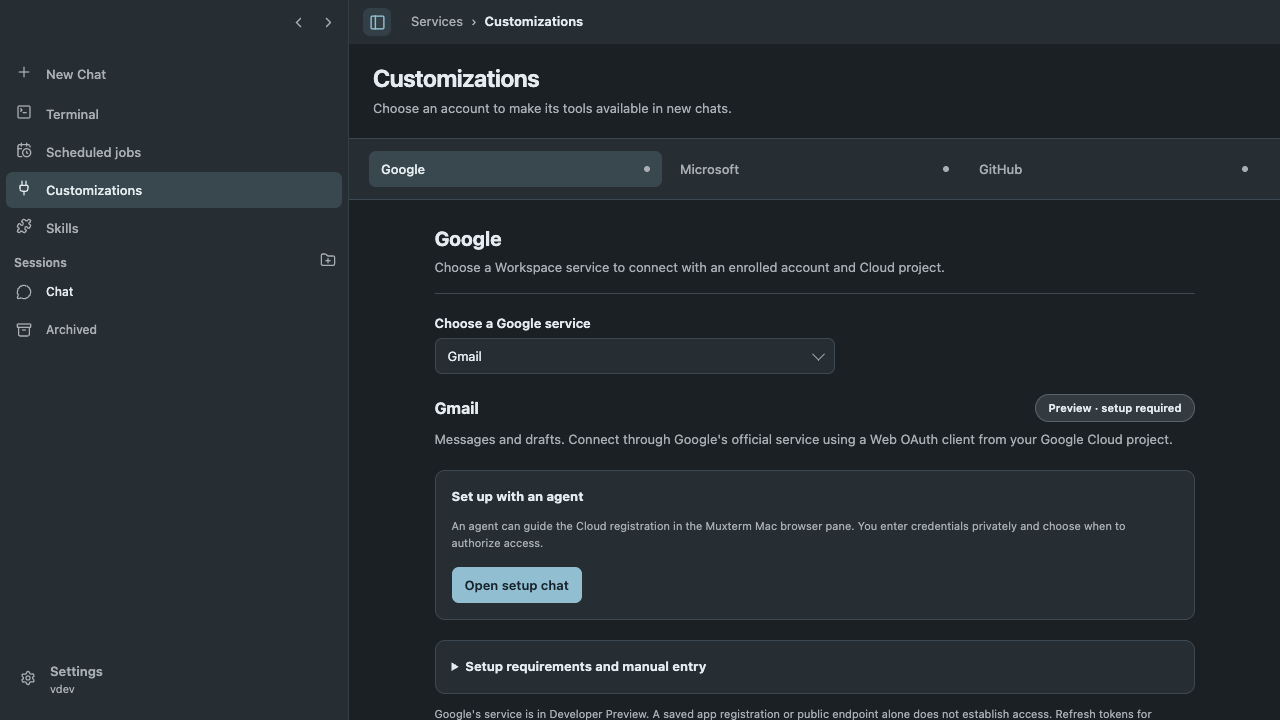 New Chat
Terminal
Scheduled jobs
Customizations
Skills
Sessions
Chat
Archived
Settings
vdev
Services › Customizations
Customizations
Choose an account to make its tools available in new chats.
Google
Microsoft
GitHub
Google
Choose a Workspace service to connect with an enrolled account and Cloud project.
Choose a Google service
Gmail
Gmail
Preview · setup required
Messages and drafts. Connect through Google's official service using a Web OAuth client from your Google Cloud project.
Set up with an agent
An agent can guide the Cloud registration in the Muxterm Mac browser pane. You enter credentials privately and choose when to
authorize access.
Open setup chat
Setup requirements and manual entry
Google's service is in Developer Preview. A saved app registration or public endpoint alone does not establish access. Refresh tokens for